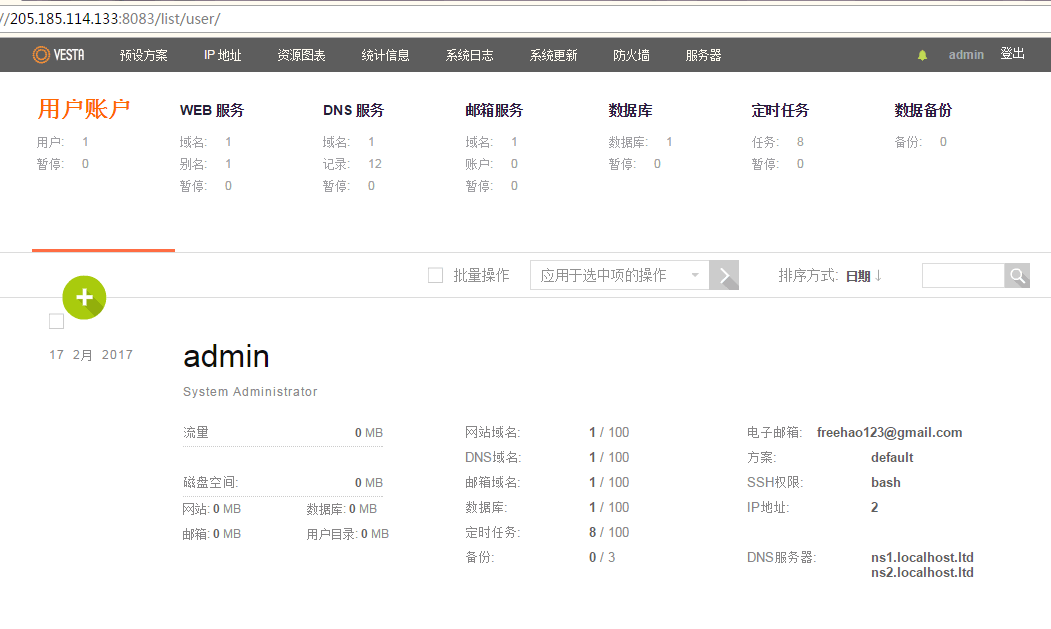 //205.185.114.133:8083/list/user/
VESTA 预设方案 IP 地址 资源图表 统计信息 系统日志 系统更新 防火墙 服务器 admin 登出
用户账户 WEB 服务 DNS 服务 邮箱服务 数据库 定时任务 数据备份
用户: 1 域名: 1 域名: 1 域名: 1 数据库: 1 任务: 8 备份: 0
暂停: 0 别名: 1 记录: 12 账户: 0 暂停: 0 暂停: 0
暂停: 0 暂停: 0 暂停: 0
批量操作 应用于选中项的操作 排序方式: 日期 ↓
17 2月 2017 admin
System Administrator
流量 0 MB 网站域名: 1 / 100 电子邮箱: freehao123@gmail.com
DNS域名: 1 / 100 方案: default
磁盘空间: 0 MB 邮箱域名: 1 / 100 SSH权限: bash
网站: 0 MB 数据库: 0 MB 数据库: 1 / 100 IP地址: 2
邮箱: 0 MB 用户目录: 0 MB 定时任务: 8 / 100
备份: 0 / 3 DNS服务器: ns1.localhost.ltd
ns2.localhost.ltd